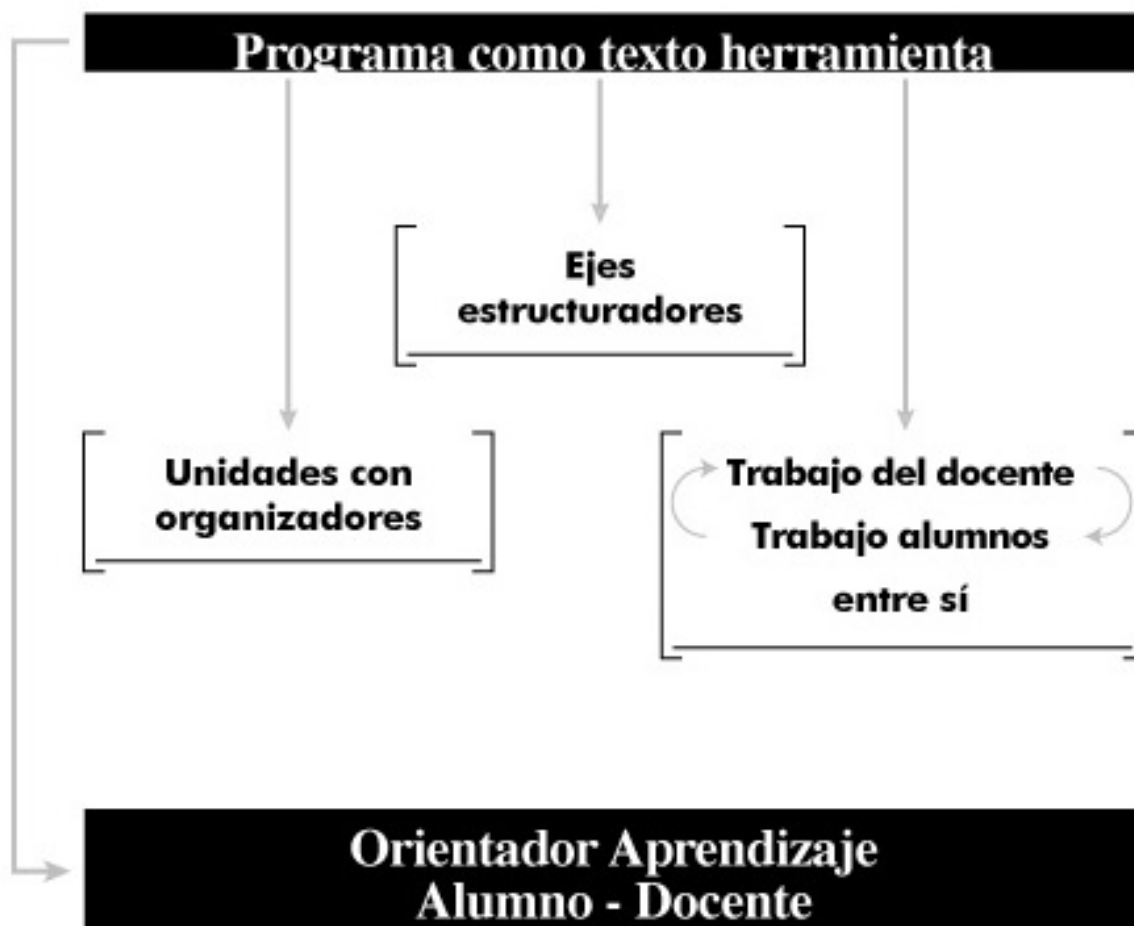 Programa como texto herramienta
Ejes
estructuradores
Unidades con
organizadores
Trabajo del docente
Trabajo alumnos
entre sí
Orientador Aprendizaje
Alumno - Docente